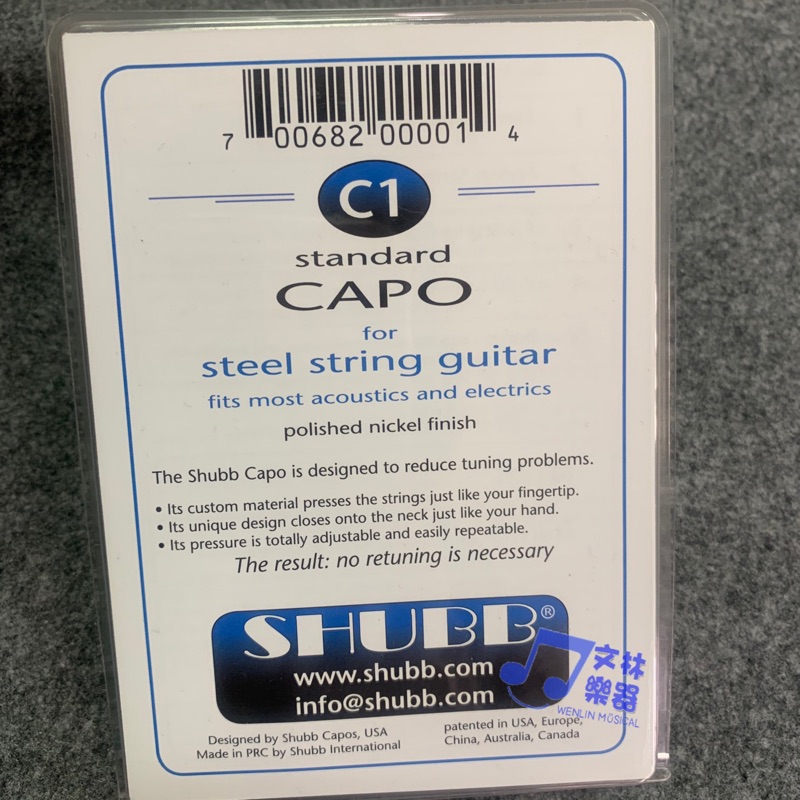 7 00682 00001 4
C1
standard
CAPO
for
steel string guitar
fits most acoustics and electrics
polished nickel finish
The Shubb Capo is designed to reduce tuning problems.
• Its custom material presses the strings just like your fingertip.
• Its unique design closes onto the neck just like your hand.
• Its pressure is totally adjustable and easily repeatable.
The result: no retuning is necessary
SHUBB®
www.shubb.com
info@shubb.com
Designed by Shubb Capos, USA
Made in PRC by Shubb International
patented in USA, Europe,
China, Australia, Canada
文林
樂器
WENLIN MUSICAL